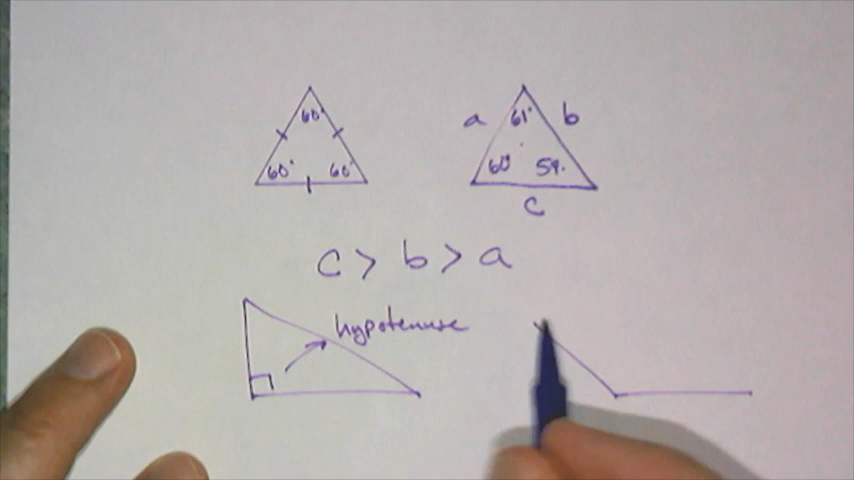 60°
60° 60°
a 61° b
60° 59.
c
c > b > a
hypotenuse